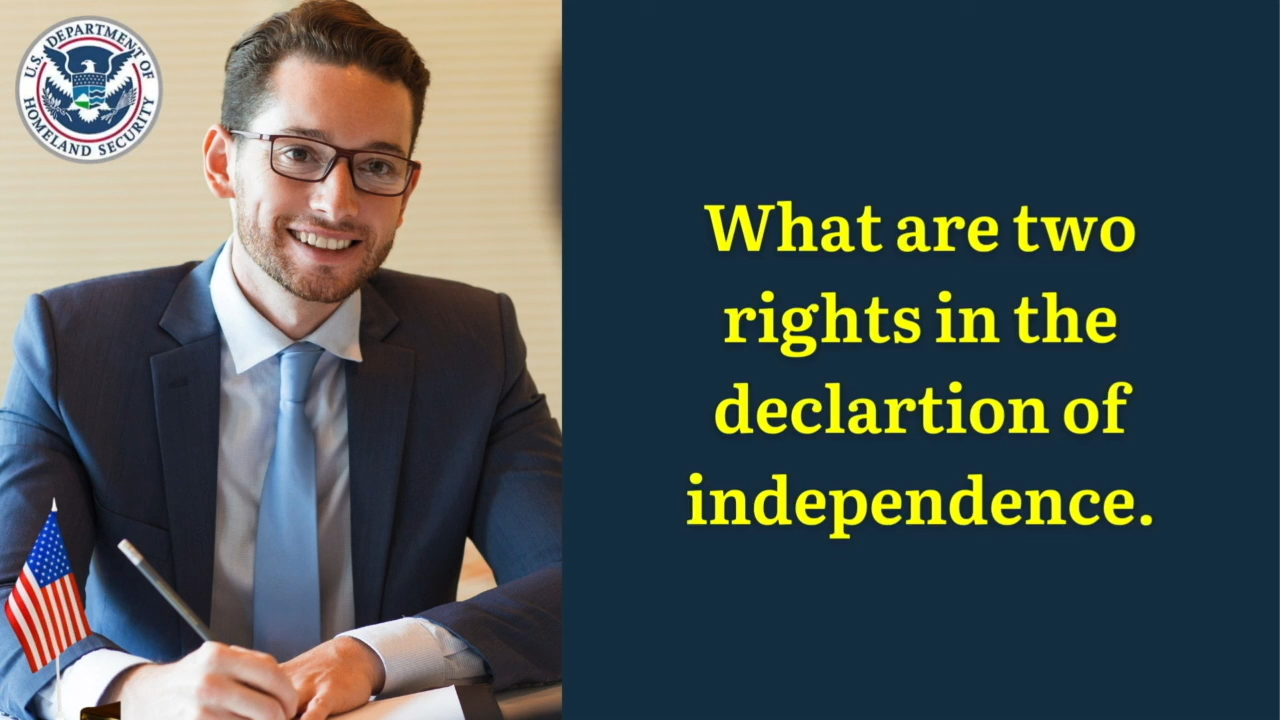 U.S. DEPARTMENT OF
HOMELAND SECURITY
What are two
rights in the
declartion of
independence.